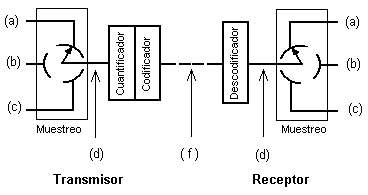 (a)
(b)
(c)
Muestreo
(d)
Cuantificador
Codificador
( f )
Descodificador
(d)
(a)
(b)
(c)
Muestreo
Transmisor
Receptor